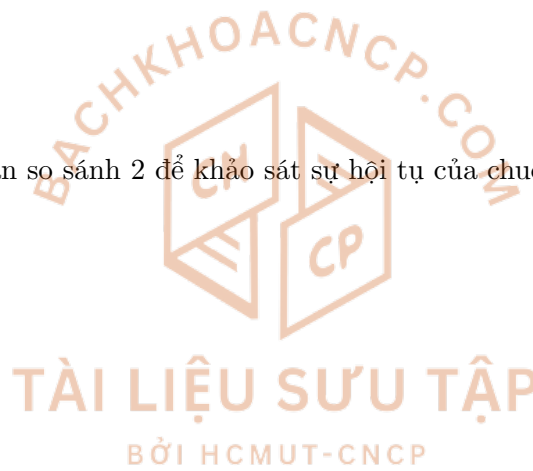 BACHKHOACNCP.COM
so sánh 2 để khảo sát sự hội tụ của
CN
CP
TÀI LIỆU SƯU TẬP
BỞI HCMUT-CNCP